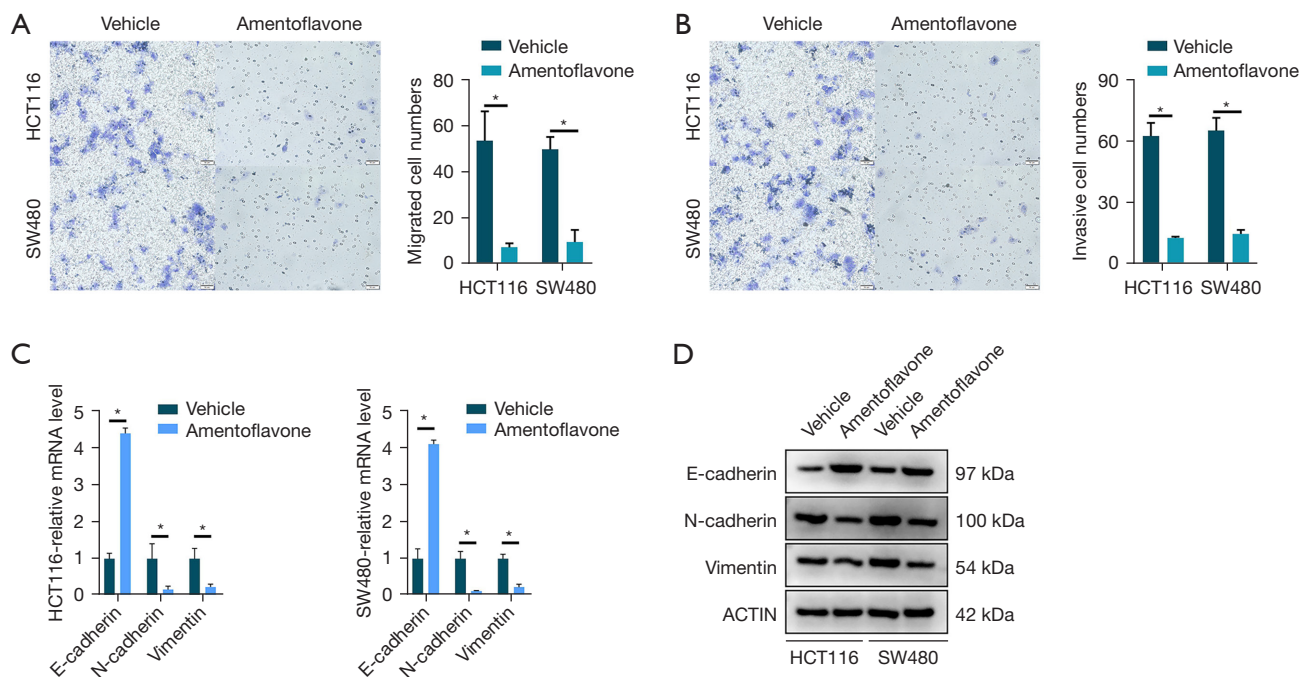 A
Vehicle Amentoflavone
HCT116
SW480
Vehicle
Amentoflavone
Migrated cell numbers
80
60
40
20
0
*
*
HCT116 SW480
B
Vehicle Amentoflavone
HCT116
SW480
Vehicle
Amentoflavone
Invasive cell numbers
90
60
30
0
*
*
HCT116 SW480
C
HCT116-relative mRNA level
5
4
3
2
1
0
Vehicle
Amentoflavone
*
*
*
E-cadherin
N-cadherin
Vimentin
SW480-relative mRNA level
5
4
3
2
1
0
Vehicle
Amentoflavone
*
*
*
E-cadherin
N-cadherin
Vimentin
D
Vehicle
Amentoflavone
Vehicle
Amentoflavone
E-cadherin 97 kDa
N-cadherin 100 kDa
Vimentin 54 kDa
ACTIN 42 kDa
HCT116 SW480